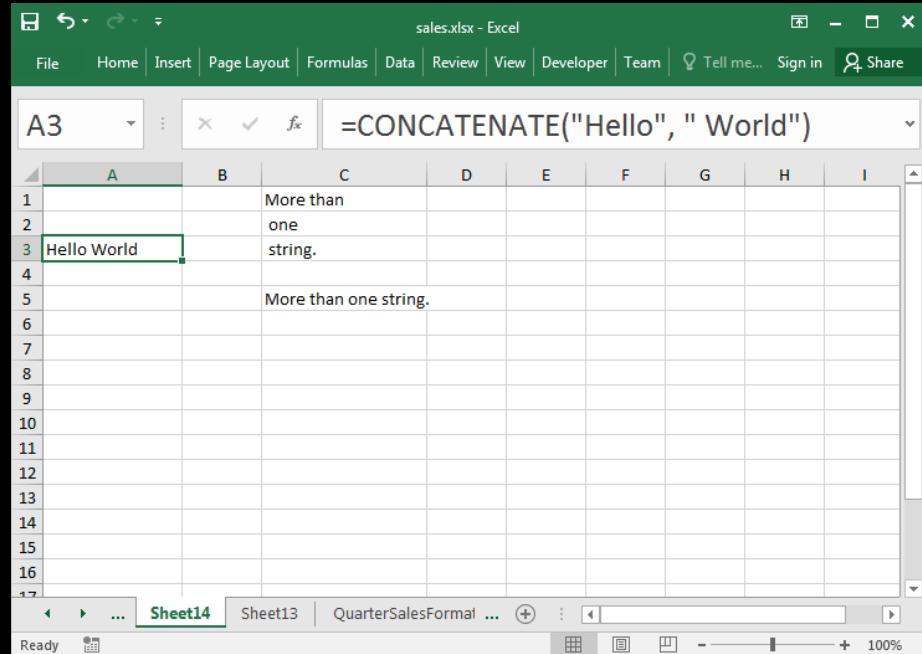 sales.xlsx - Excel
File Home Insert Page Layout Formulas Data Review View Developer Team Tell me... Sign in Share
A3 fx =CONCATENATE("Hello", " World")
A B C D E F G H I
1 More than
2 one
3 Hello World string.
4
5 More than one string.
6
7
8
9
10
11
12
13
14
15
16
17
... Sheet14 Sheet13 QuarterSalesFormat ...
Ready 100%